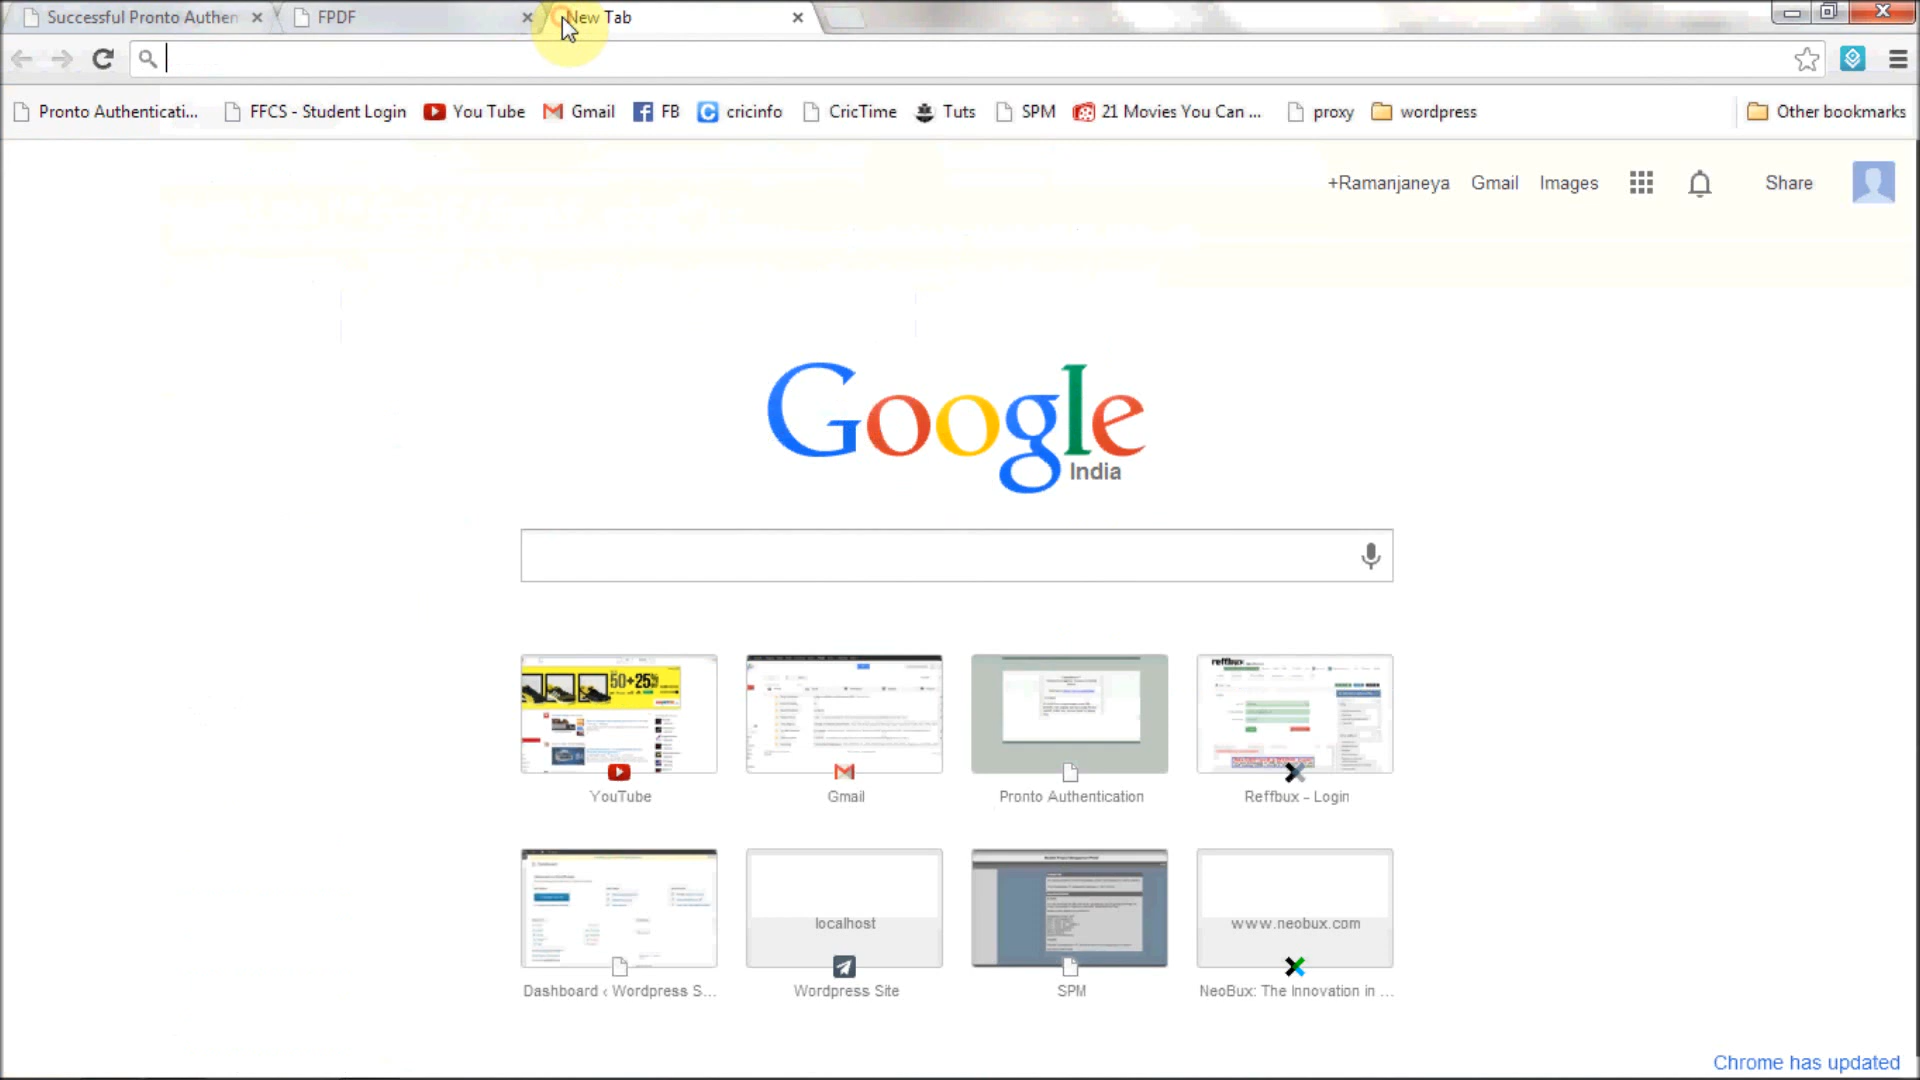 Successful Pronto Authen
FPDF
New Tab
Pronto Authenticati...
FFCS - Student Login
You Tube
Gmail
FB
cricinfo
CricTime
Tuts
SPM
21 Movies You Can ...
proxy
wordpress
Other bookmarks
+Ramanjaneya
Gmail
Images
Share
Google
India
50+25%
reffbux
YouTube
Gmail
Pronto Authentication
Reffbux - Login
localhost
www.neobux.com
Dashboard ‹ Wordpress S...
Wordpress Site
SPM
NeoBux: The Innovation in ...
Chrome has updated